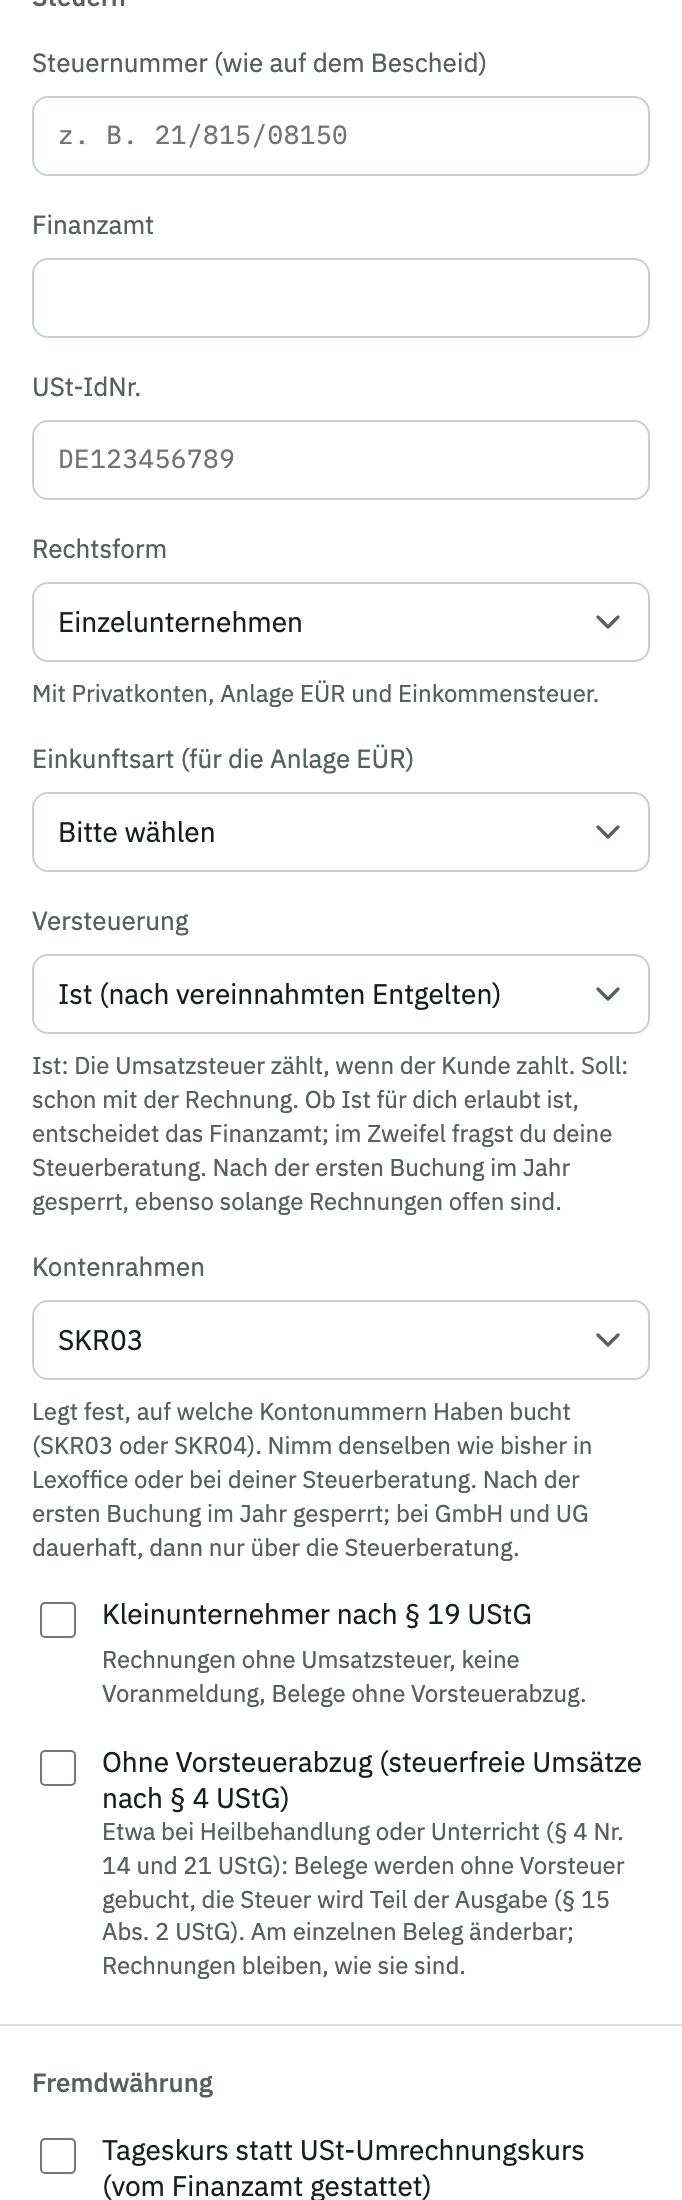 Steuern
Steuernummer (wie auf dem Bescheid)
z. B. 21/815/08150
Finanzamt
USt-IdNr.
DE123456789
Rechtsform
Einzelunternehmen
Mit Privatkonten, Anlage EÜR und Einkommensteuer.
Einkunftsart (für die Anlage EÜR)
Bitte wählen
Versteuerung
Ist (nach vereinnahmten Entgelten)
Ist: Die Umsatzsteuer zählt, wenn der Kunde zahlt. Soll:
schon mit der Rechnung. Ob Ist für dich erlaubt ist,
entscheidet das Finanzamt; im Zweifel fragst du deine
Steuerberatung. Nach der ersten Buchung im Jahr
gesperrt, ebenso solange Rechnungen offen sind.
Kontenrahmen
SKR03
Legt fest, auf welche Kontonummern Haben bucht
(SKR03 oder SKR04). Nimm denselben wie bisher in
Lexoffice oder bei deiner Steuerberatung. Nach der
ersten Buchung im Jahr gesperrt; bei GmbH und UG
dauerhaft, dann nur über die Steuerberatung.
Kleinunternehmer nach § 19 UStG
Rechnungen ohne Umsatzsteuer, keine
Voranmeldung, Belege ohne Vorsteuerabzug.
Ohne Vorsteuerabzug (steuerfreie Umsätze
nach § 4 UStG)
Etwa bei Heilbehandlung oder Unterricht (§ 4 Nr.
14 und 21 UStG): Belege werden ohne Vorsteuer
gebucht, die Steuer wird Teil der Ausgabe (§ 15
Abs. 2 UStG). Am einzelnen Beleg änderbar;
Rechnungen bleiben, wie sie sind.
Fremdwährung
Tageskurs statt USt-Umrechnungskurs
(vom Finanzamt gestattet)